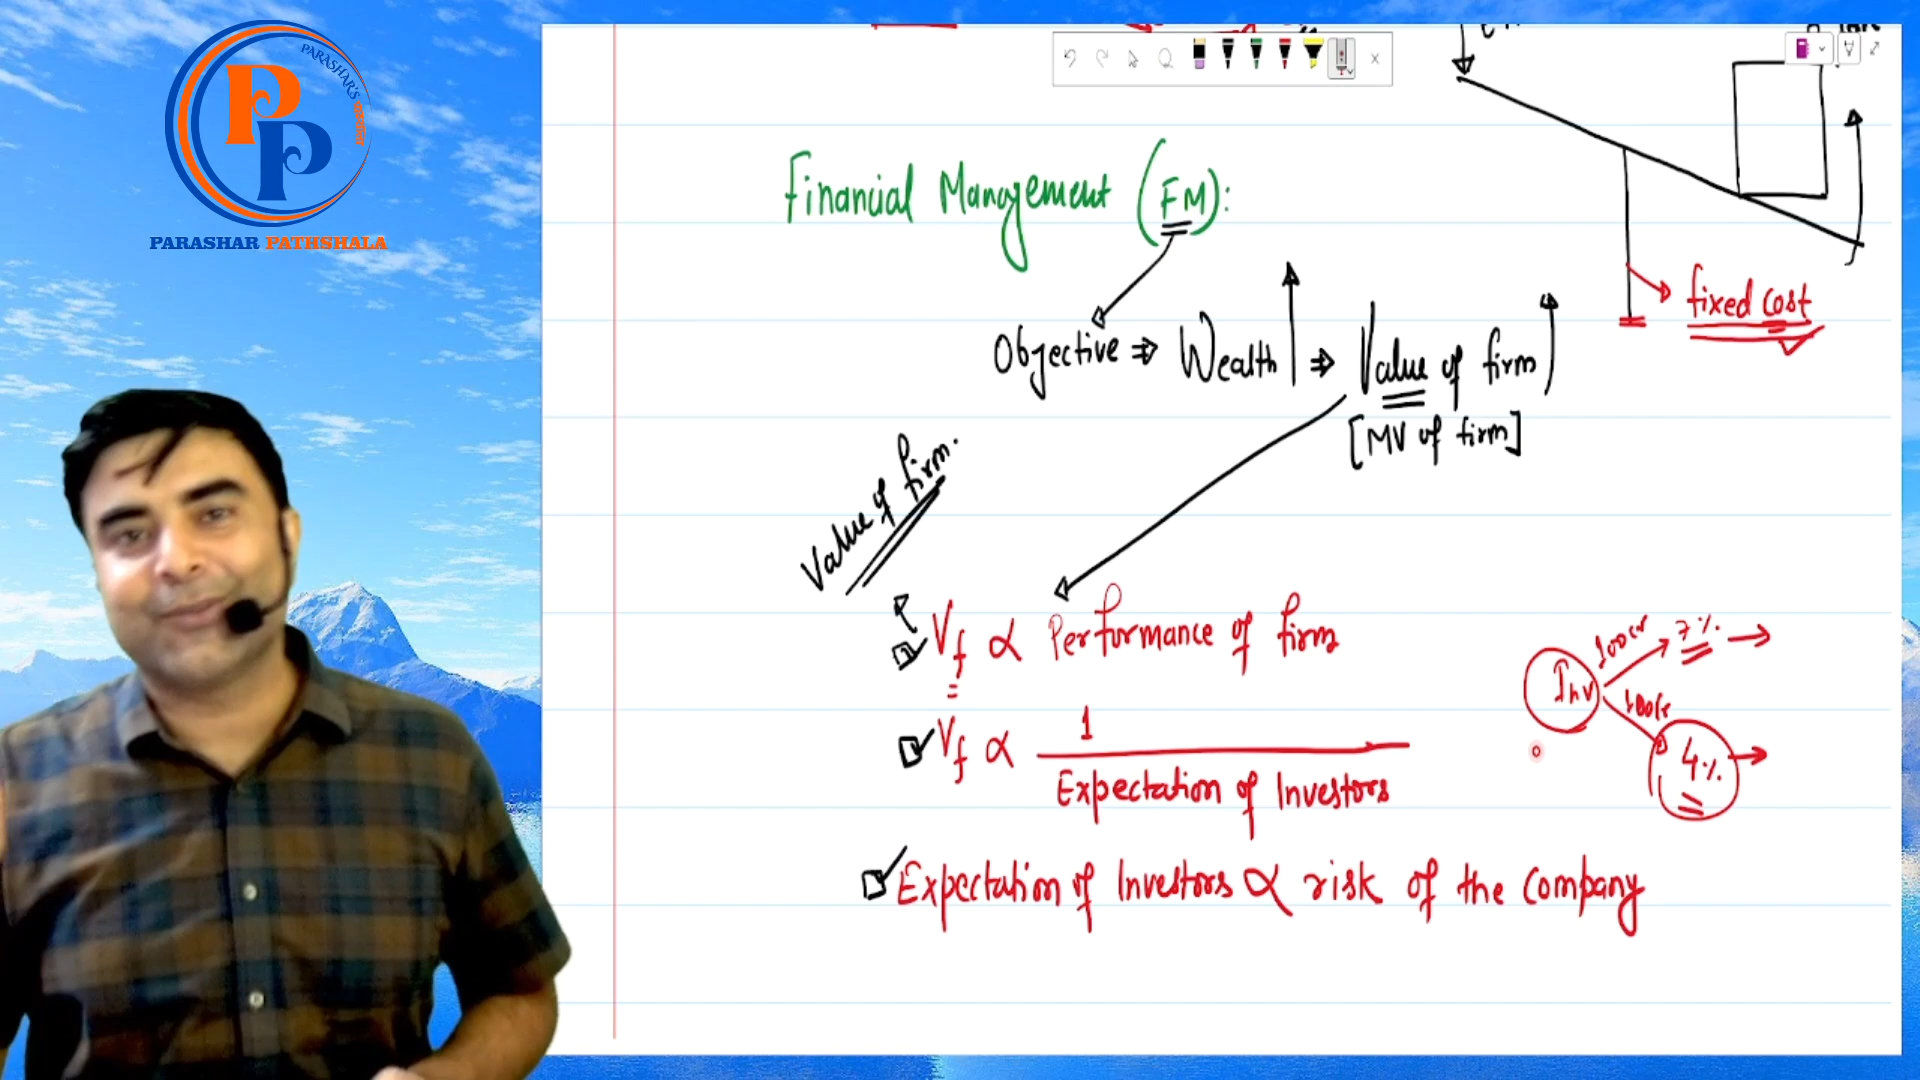 PARASHAR'S
PP
PARASHAR PATHSHALA
Financial Management (FM):
fixed cost
Objective ⇒ Wealth ⇒ Value of firm
[MV of firm]
Value of firm.
Vf ∝ Performance of firm
Vf ∝ 1
Expectation of Investors
Inv
100cr 7%
100cr
4%
Expectation of Investors ∝ risk of the company